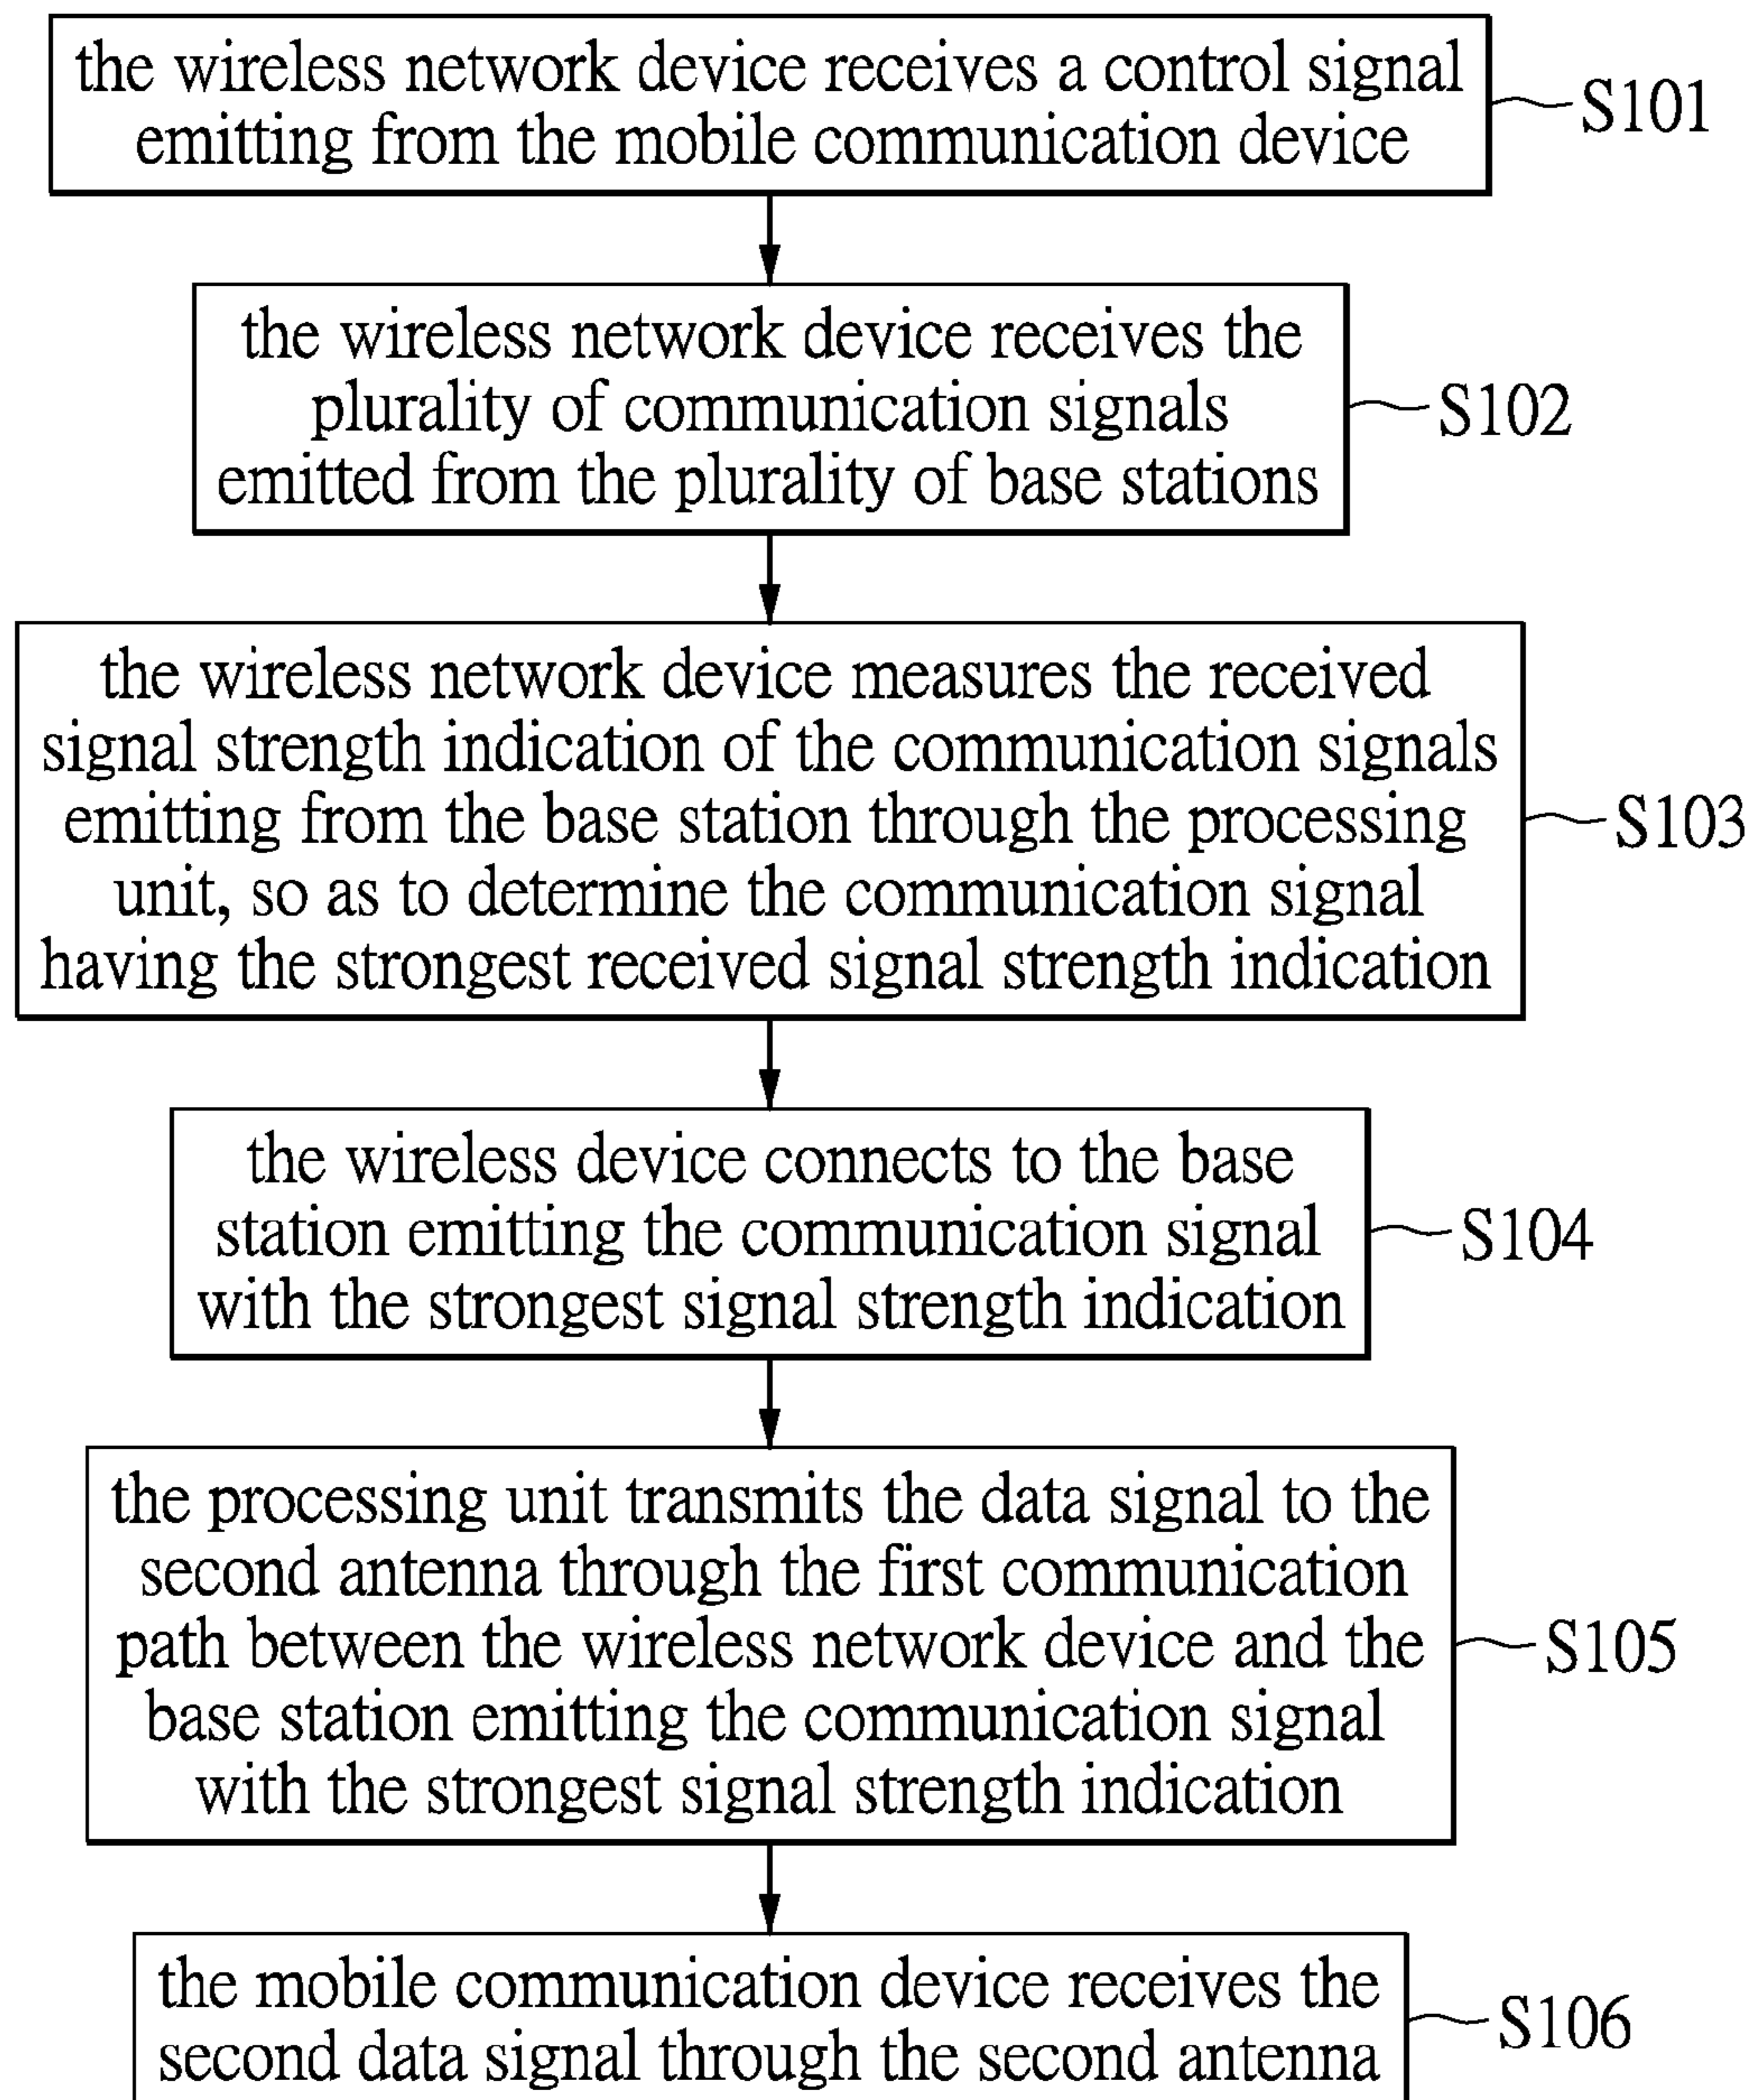 the wireless network device receives a control signal
emitting from the mobile communication device
S101
the wireless network device receives the
plurality of communication signals
emitted from the plurality of base stations
S102
the wireless network device measures the received
signal strength indication of the communication signals
emitting from the base station through the processing
unit, so as to determine the communication signal
having the strongest received signal strength indication
S103
the wireless device connects to the base
station emitting the communication signal
with the strongest signal strength indication
S104
the processing unit transmits the data signal to the
second antenna through the first communication
path between the wireless network device and the
base station emitting the communication signal
with the strongest signal strength indication
S105
the mobile communication device receives the
second data signal through the second antenna
S106